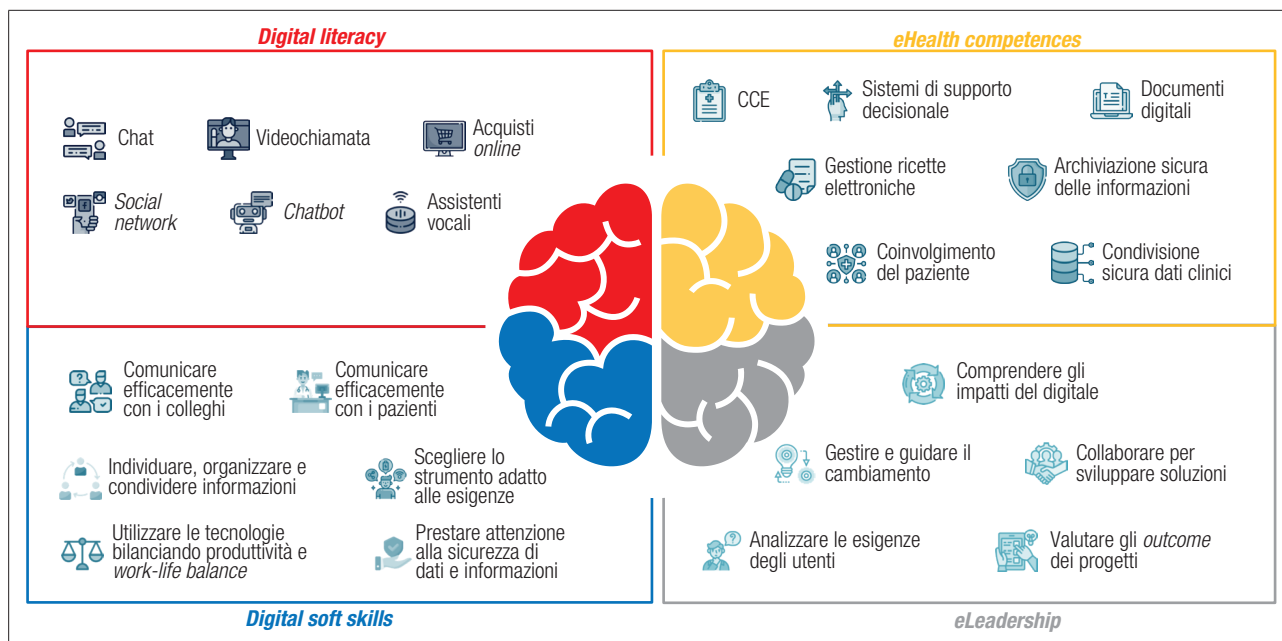 Digital literacy
Chat
Videochiamata
Acquisti
online
Social
network
Chatbot
Assistenti
vocali
eHealth competences
CCE
Sistemi di supporto
decisionale
Documenti
digitali
Gestione ricette
elettroniche
Archiviazione sicura
delle informazioni
Coinvolgimento
del paziente
Condivisione
sicura dati clinici
Comunicare
efficacemente
con i colleghi
Comunicare
efficacemente
con i pazienti
Individuare, organizzare e
condividere informazioni
Scegliere lo
strumento adatto
alle esigenze
Utilizzare le tecnologie
bilanciando produttività e
work-life balance
Prestare attenzione
alla sicurezza di
dati e informazioni
Digital soft skills
Comprendere gli
impatti del digitale
Gestire e guidare il
cambiamento
Collaborare per
sviluppare soluzioni
Analizzare le esigenze
degli utenti
Valutare gli outcome
dei progetti
eLeadership